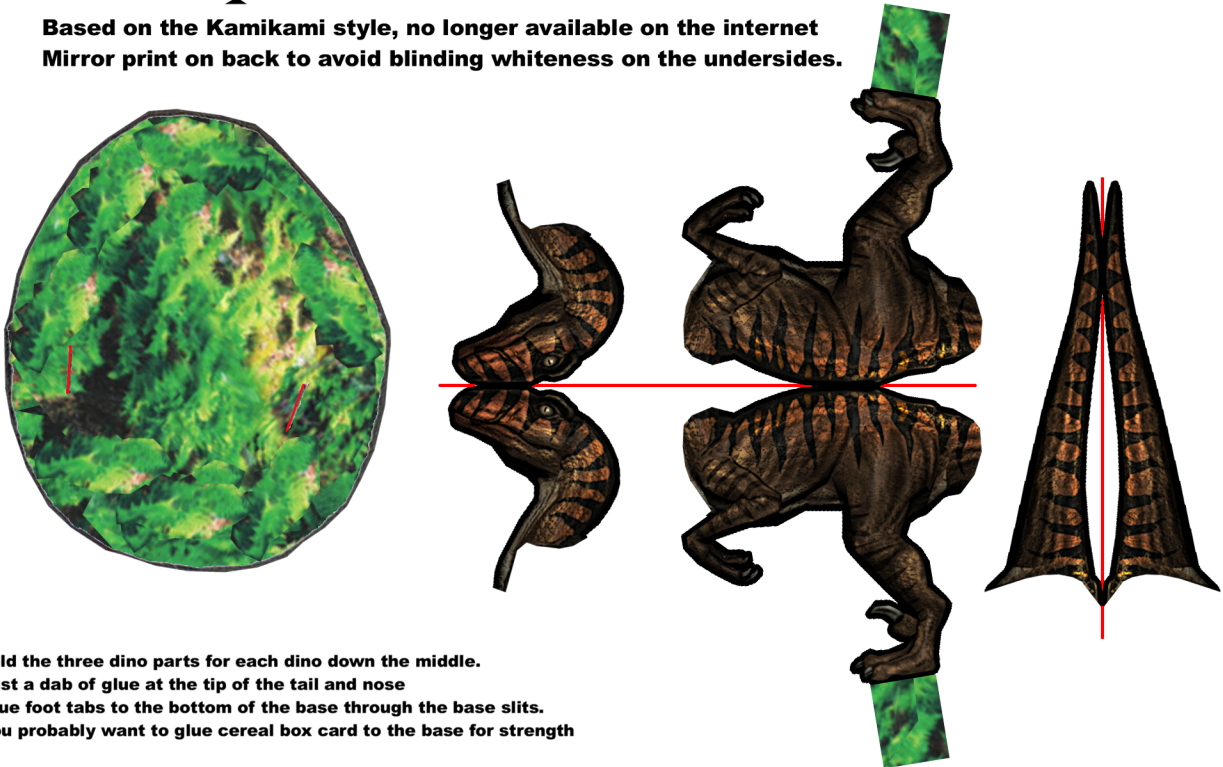 Based on the Kamikami style, no longer available on the internet
Mirror print on back to avoid blinding whiteness on the undersides.
ld the three dino parts for each dino down the middle.
st a dab of glue at the tip of the tail and nose
ue foot tabs to the bottom of the base through the base slits.
ou probably want to glue cereal box card to the base for strength